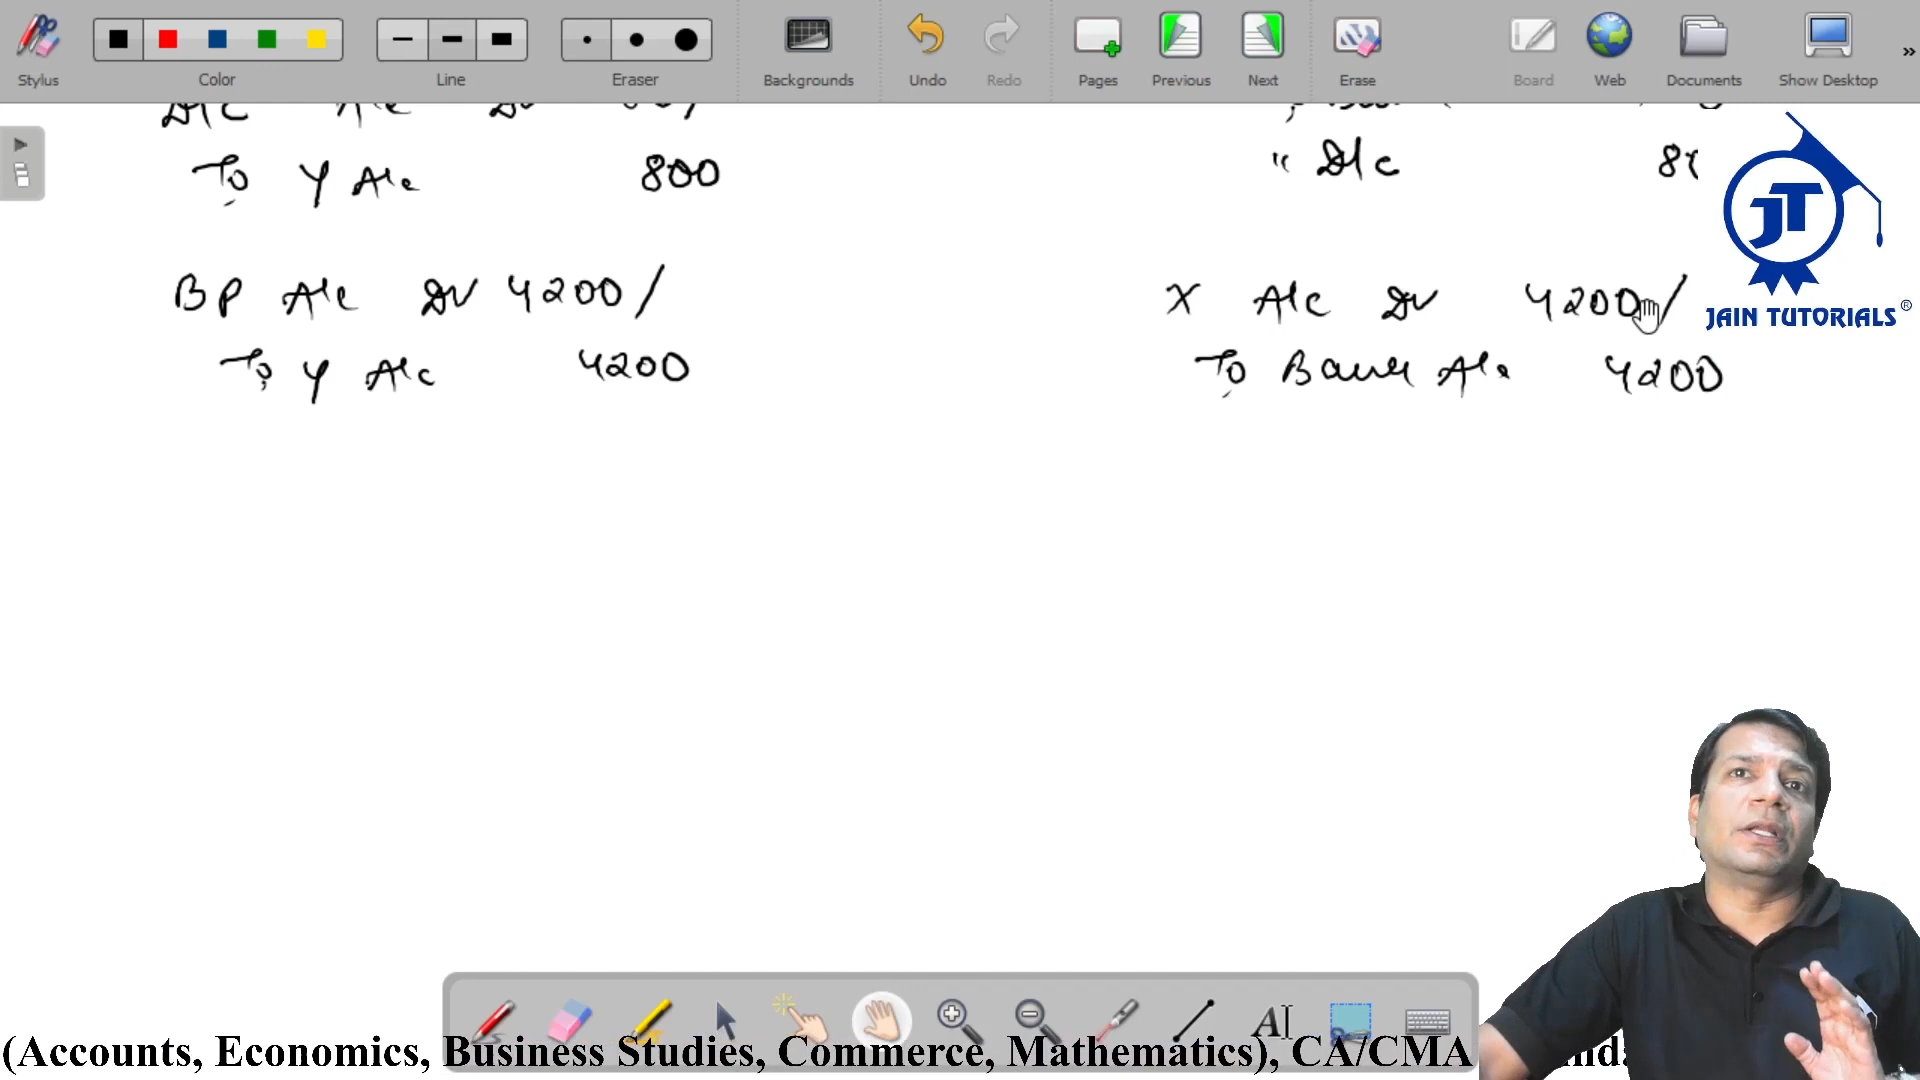 Stylus Color Line Eraser Backgrounds Undo Redo Pages Previous Next Erase Board Web Documents Show Desktop »
D/c A/c Dr
To Y A/c 800
" D/c
BP A/c Dr 4200/
To Y A/c 4200
X A/c Dr 4200/
To Bank A/c 4200
JT
JAIN TUTORIALS®
(Accounts, Economics, Business Studies, Commerce, Mathematics), CA/CMA